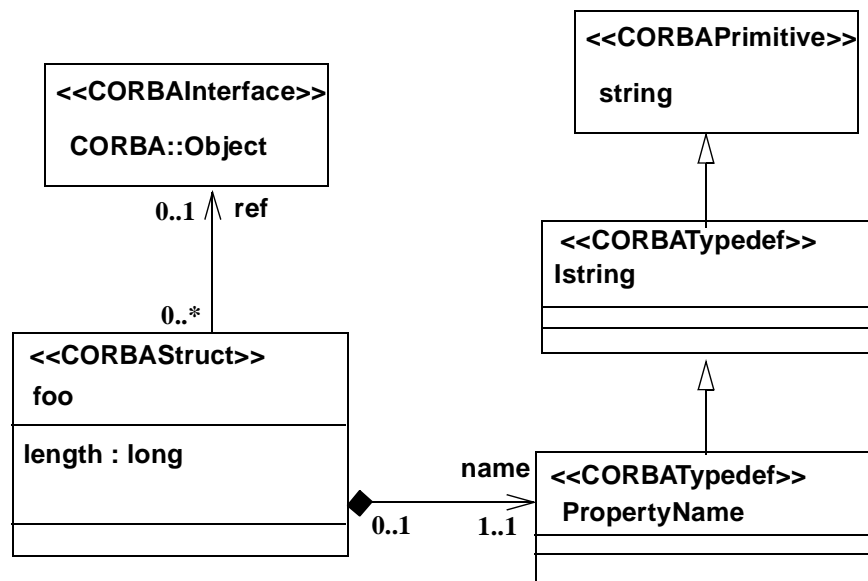 <<CORBAPrimitive>>
string
<<CORBAInterface>>
CORBA::Object
0..1
ref
0..*
<<CORBATypedef>>
Istring
<<CORBAStruct>>
foo
length : long
name
0..1
1..1
<<CORBATypedef>>
PropertyName